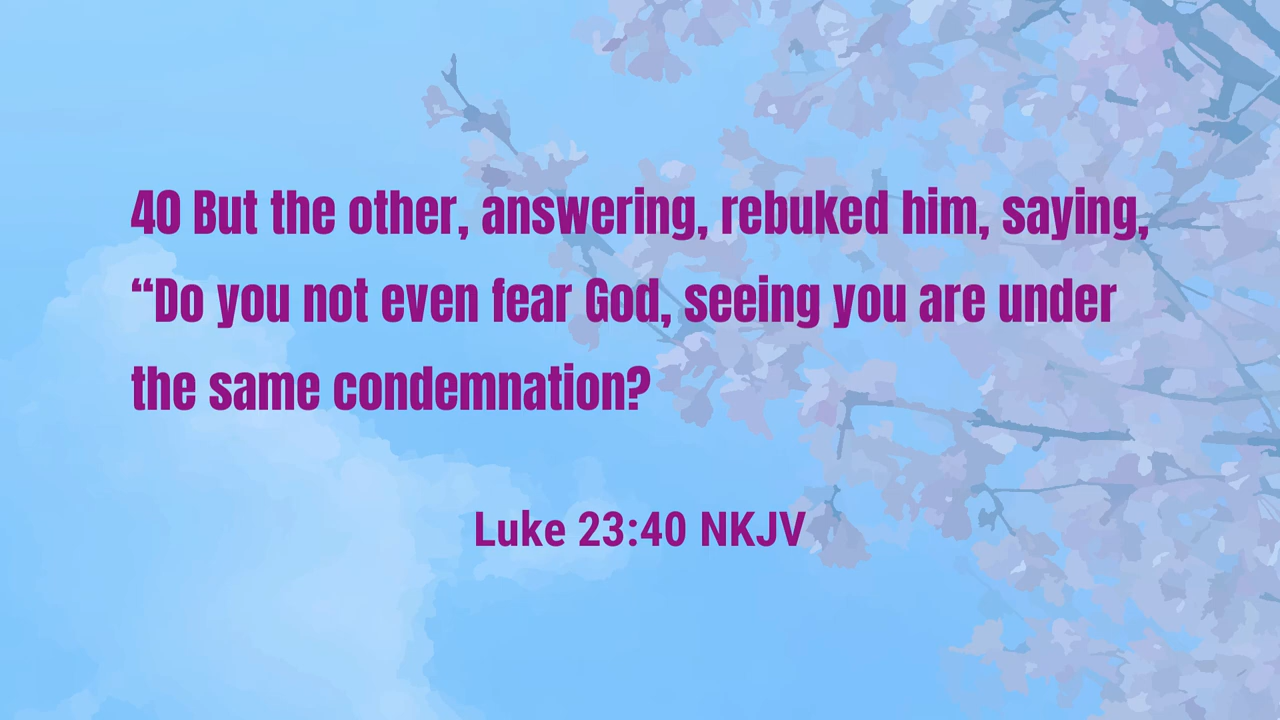 40 But the other, answering, rebuked him, saying,
“Do you not even fear God, seeing you are under
the same condemnation?
Luke 23:40 NKJV